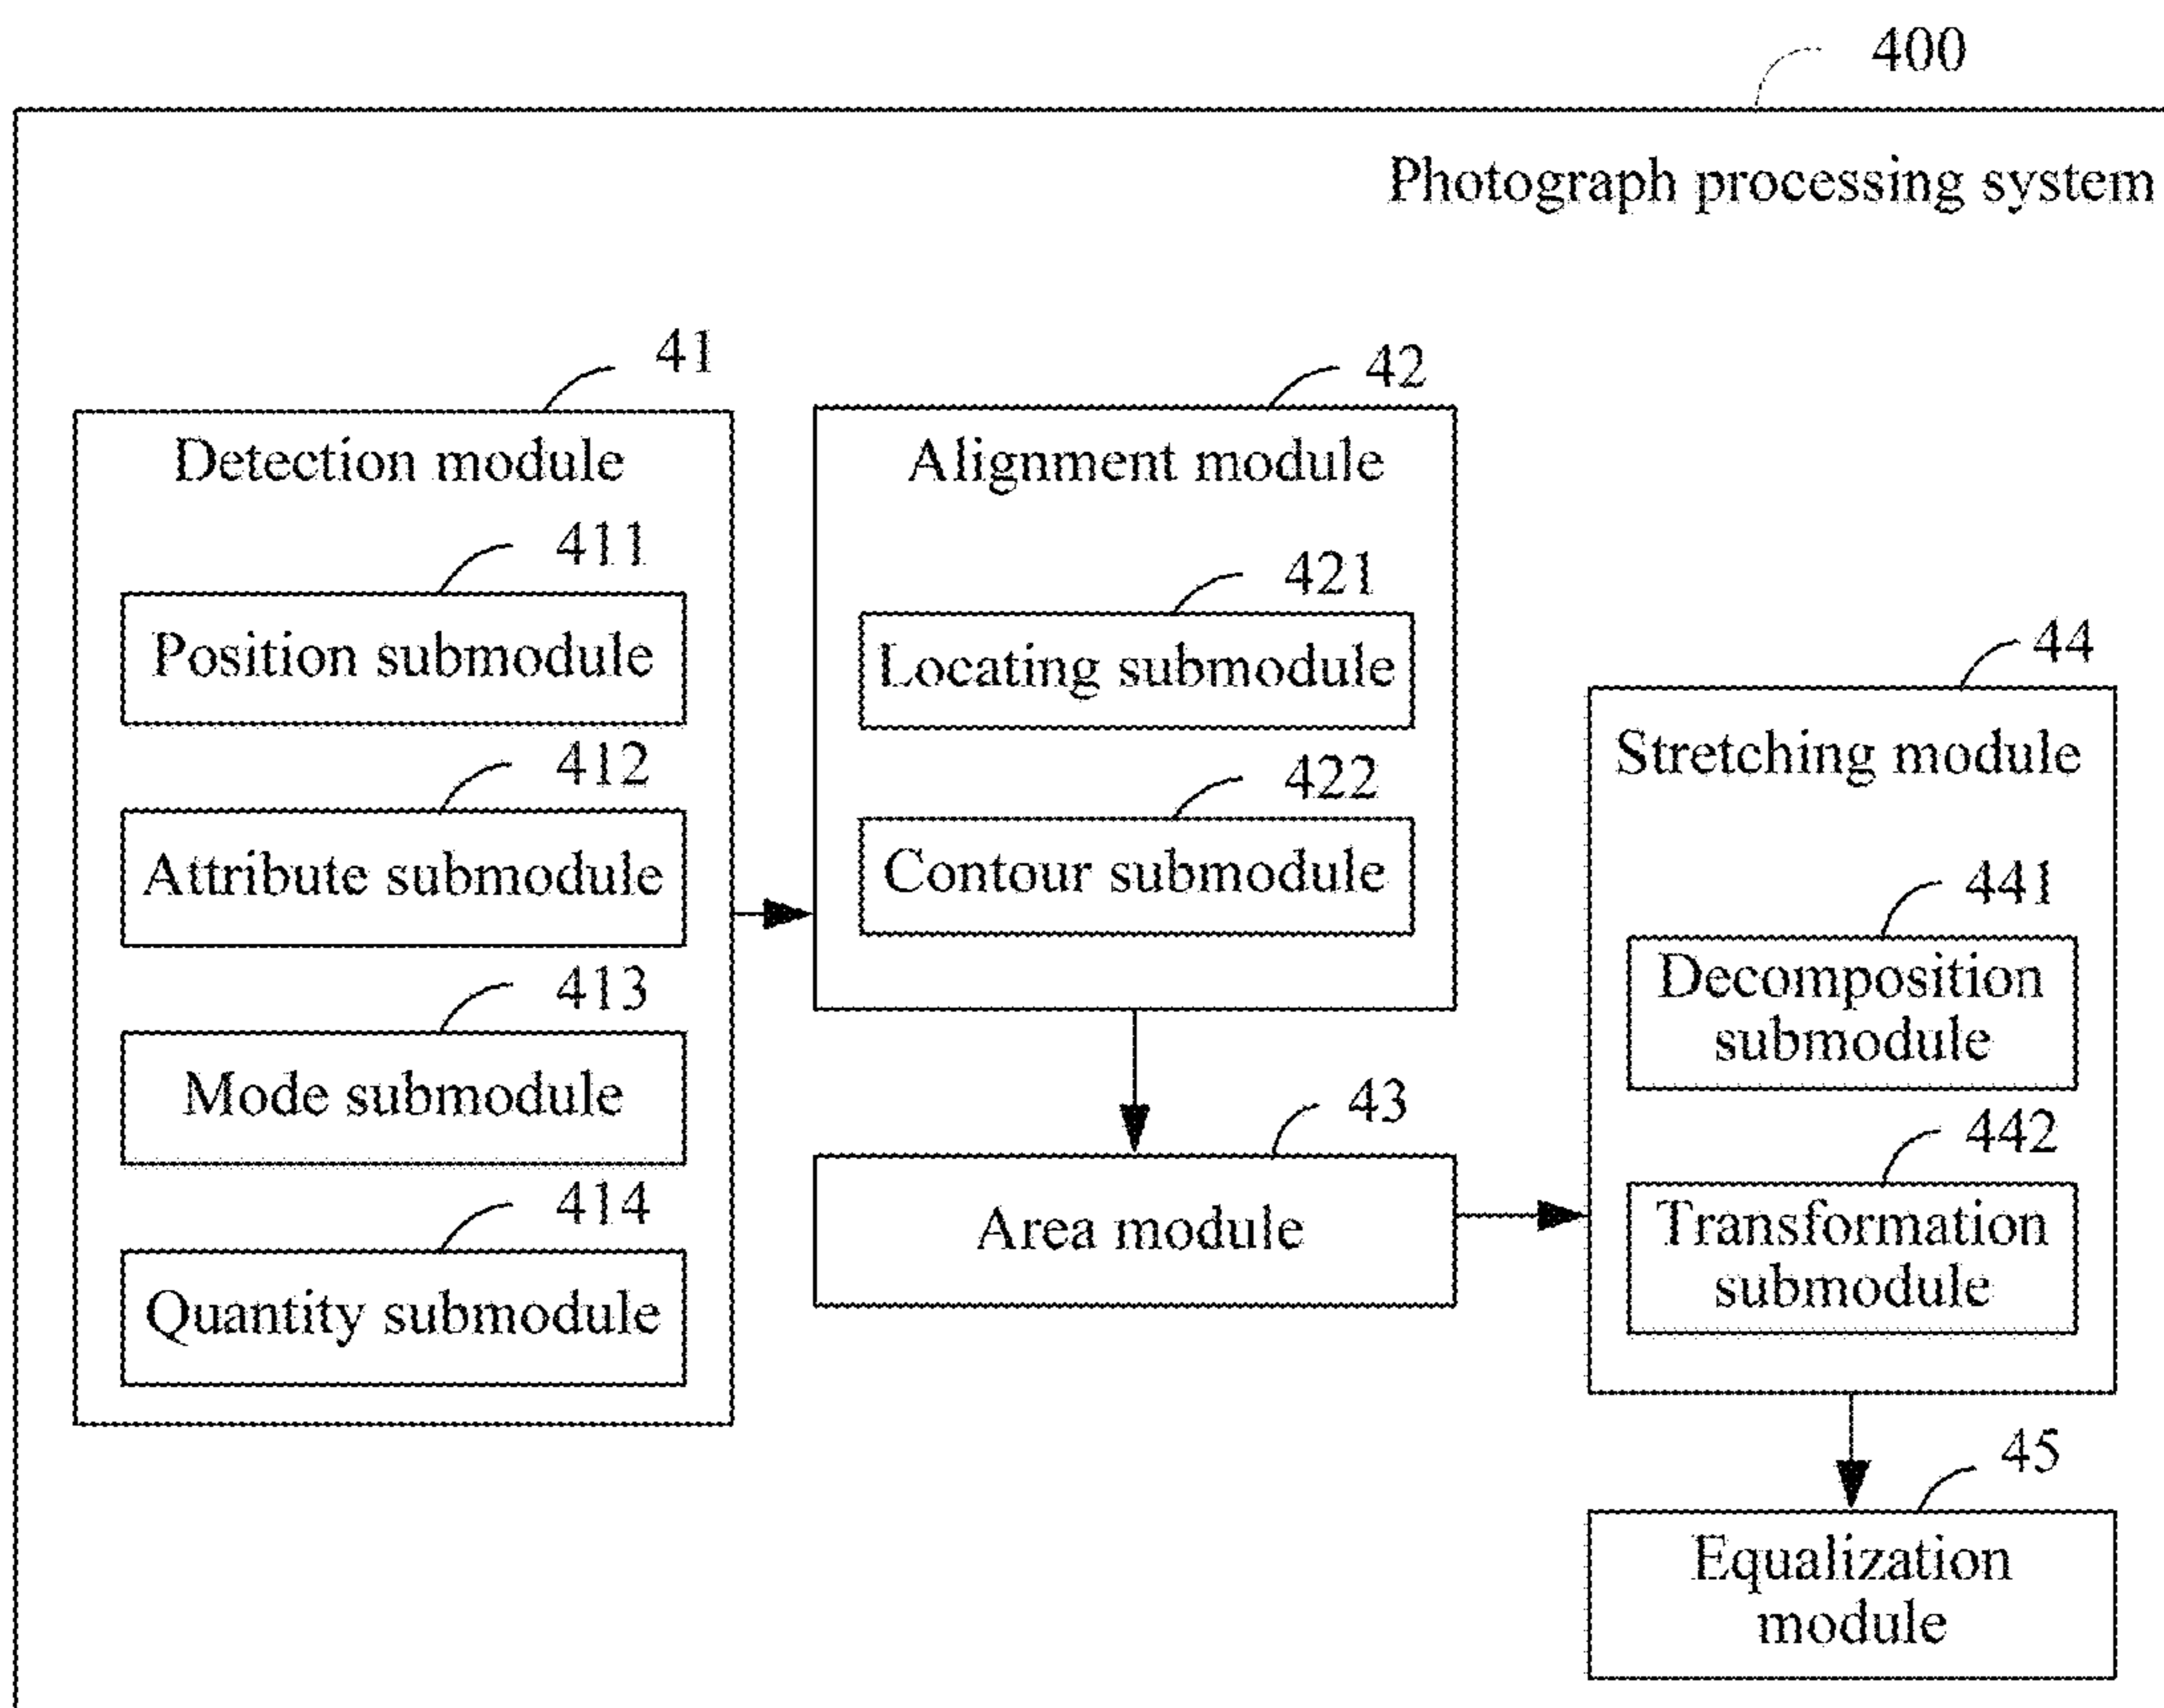 400
Photograph processing system
41
Detection module
411
Position submodule
412
Attribute submodule
413
Mode submodule
414
Quantity submodule
42
Alignment module
421
Locating submodule
422
Contour submodule
43
Area module
44
Stretching module
441
Decomposition
submodule
442
Transformation
submodule
45
Equalization
module